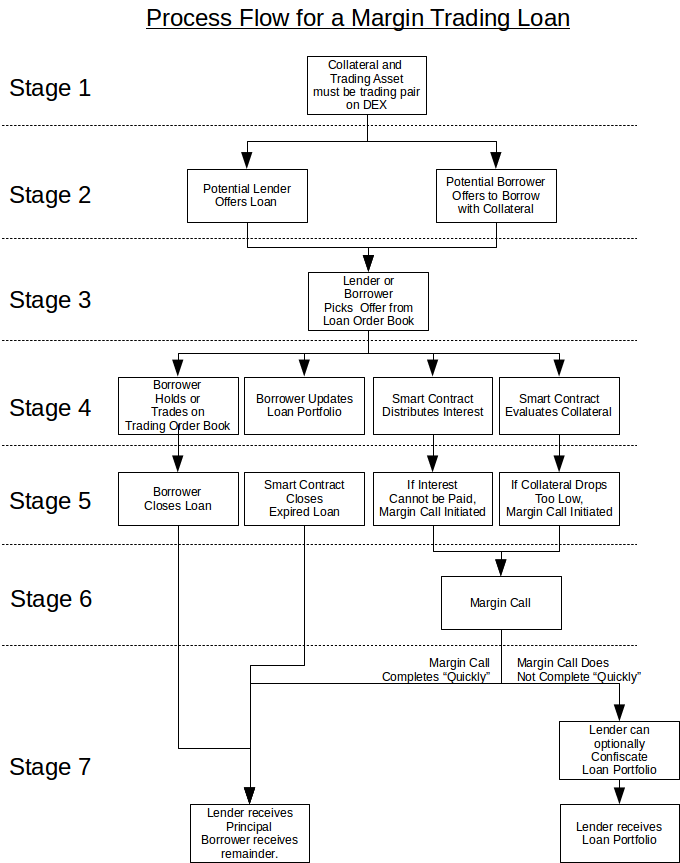 Process Flow for a Margin Trading Loan
Stage 1
Collateral and
Trading Asset
must be trading pair
on DEX
Stage 2
Potential Lender
Offers Loan
Potential Borrower
Offers to Borrow
with Collateral
Stage 3
Lender or
Borrower
Picks Offer from
Loan Order Book
Stage 4
Borrower
Holds or
Trades on
Trading Order Book
Borrower Updates
Loan Portfolio
Smart Contract
Distributes Interest
Smart Contract
Evaluates Collateral
Stage 5
Borrower
Closes Loan
Smart Contract
Closes
Expired Loan
If Interest
Cannot be Paid,
Margin Call Initiated
If Collateral Drops
Too Low,
Margin Call Initiated
Stage 6
Margin Call
Margin Call
Completes “Quickly”
Margin Call Does
Not Complete “Quickly”
Stage 7
Lender can
optionally
Confiscate
Loan Portfolio
Lender receives
Principal
Borrower receives
remainder.
Lender receives
Loan Portfolio